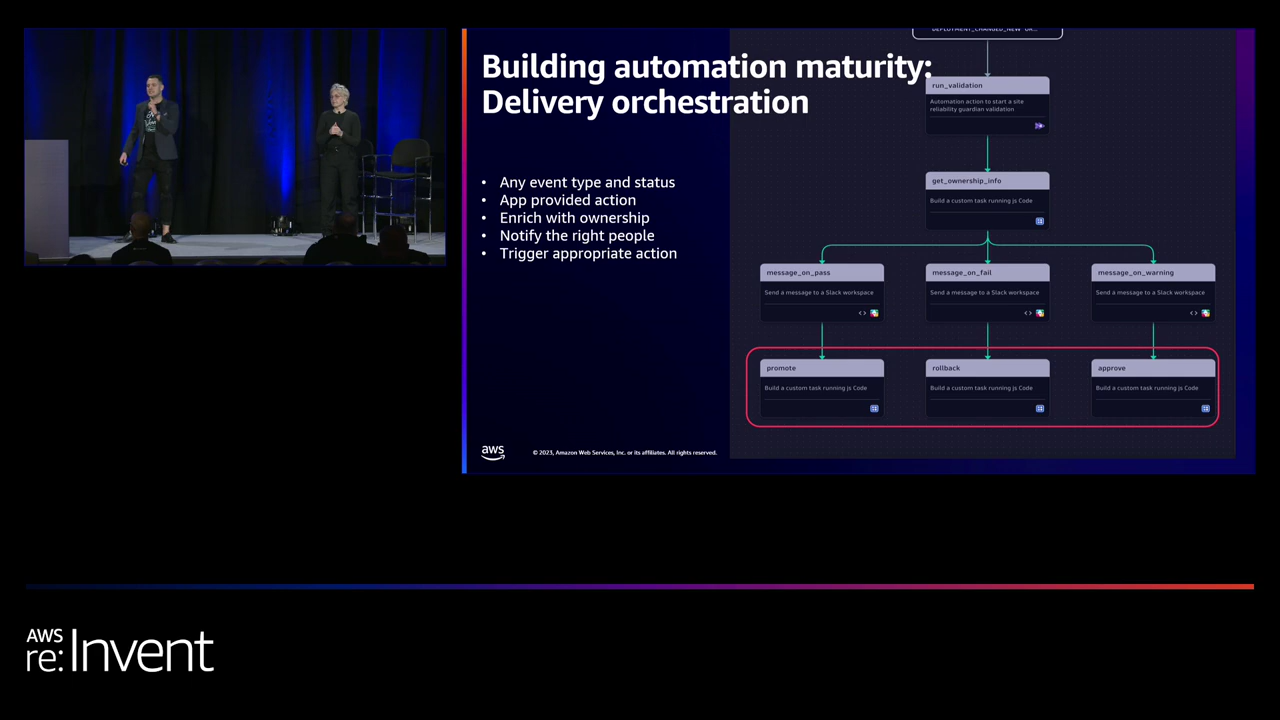 Building automation maturity:
Delivery orchestration
• Any event type and status
• App provided action
• Enrich with ownership
• Notify the right people
• Trigger appropriate action
run_validation
Automation action to start a site
reliability guardian validation
get_ownership_info
Build a custom task running js Code
message_on_pass
Send a message to a Slack workspace
message_on_fail
Send a message to a Slack workspace
message_on_warning
Send a message to a Slack workspace
promote
Build a custom task running js Code
rollback
Build a custom task running js Code
approve
Build a custom task running js Code
aws
© 2023, Amazon Web Services, Inc. or its affiliates. All rights reserved.
AWS
re:Invent